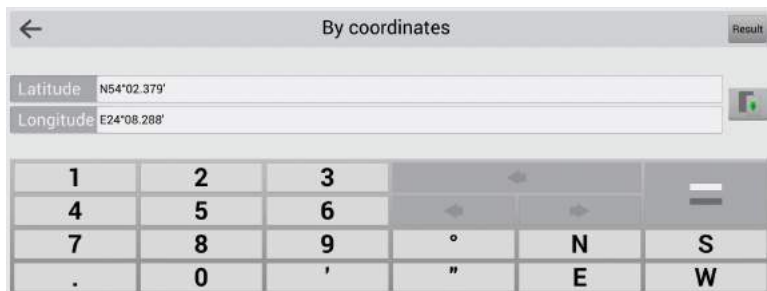 By coordinates
Result
Latitude N54°02.379'
Longitude E24°08.288'
1 2 3
4 5 6
7 8 9 ° N S
. 0 ' " E W